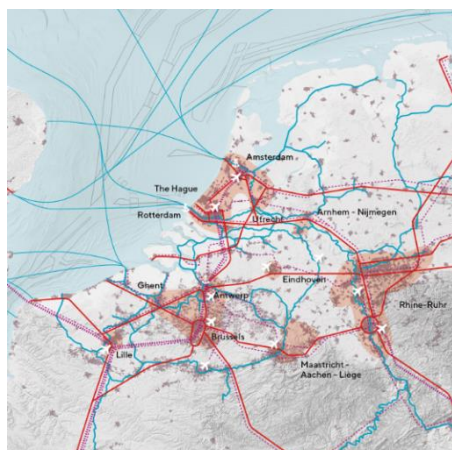 Amsterdam
The Hague
Rotterdam
Utrecht
Arnhem - Nijmegen
Ghent
Antwerp
Eindhoven
Rhine-Ruhr
Brussels
Lille
Maastricht -
Aachen - Liège